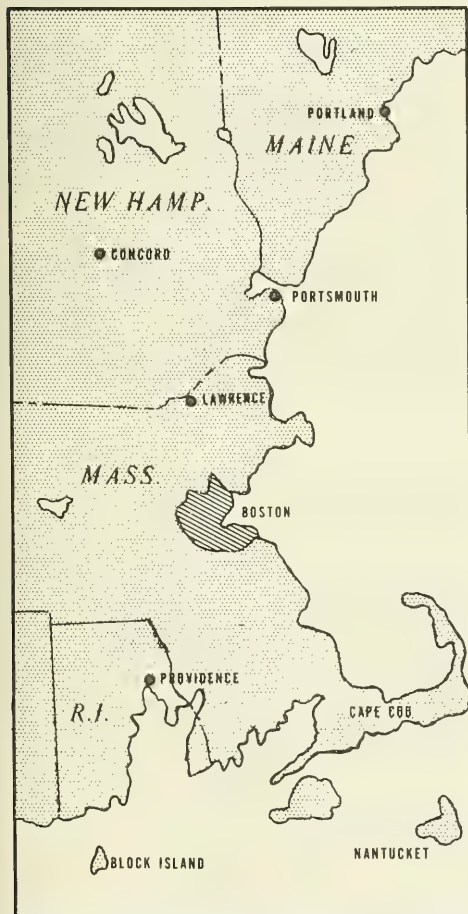 PORTLAND
MAINE
NEW HAMP.
CONCORD
PORTSMOUTH
LAWRENCE
MASS.
BOSTON
PROVIDENCE
R.I.
CAPE COD
BLOCK ISLAND
NANTUCKET